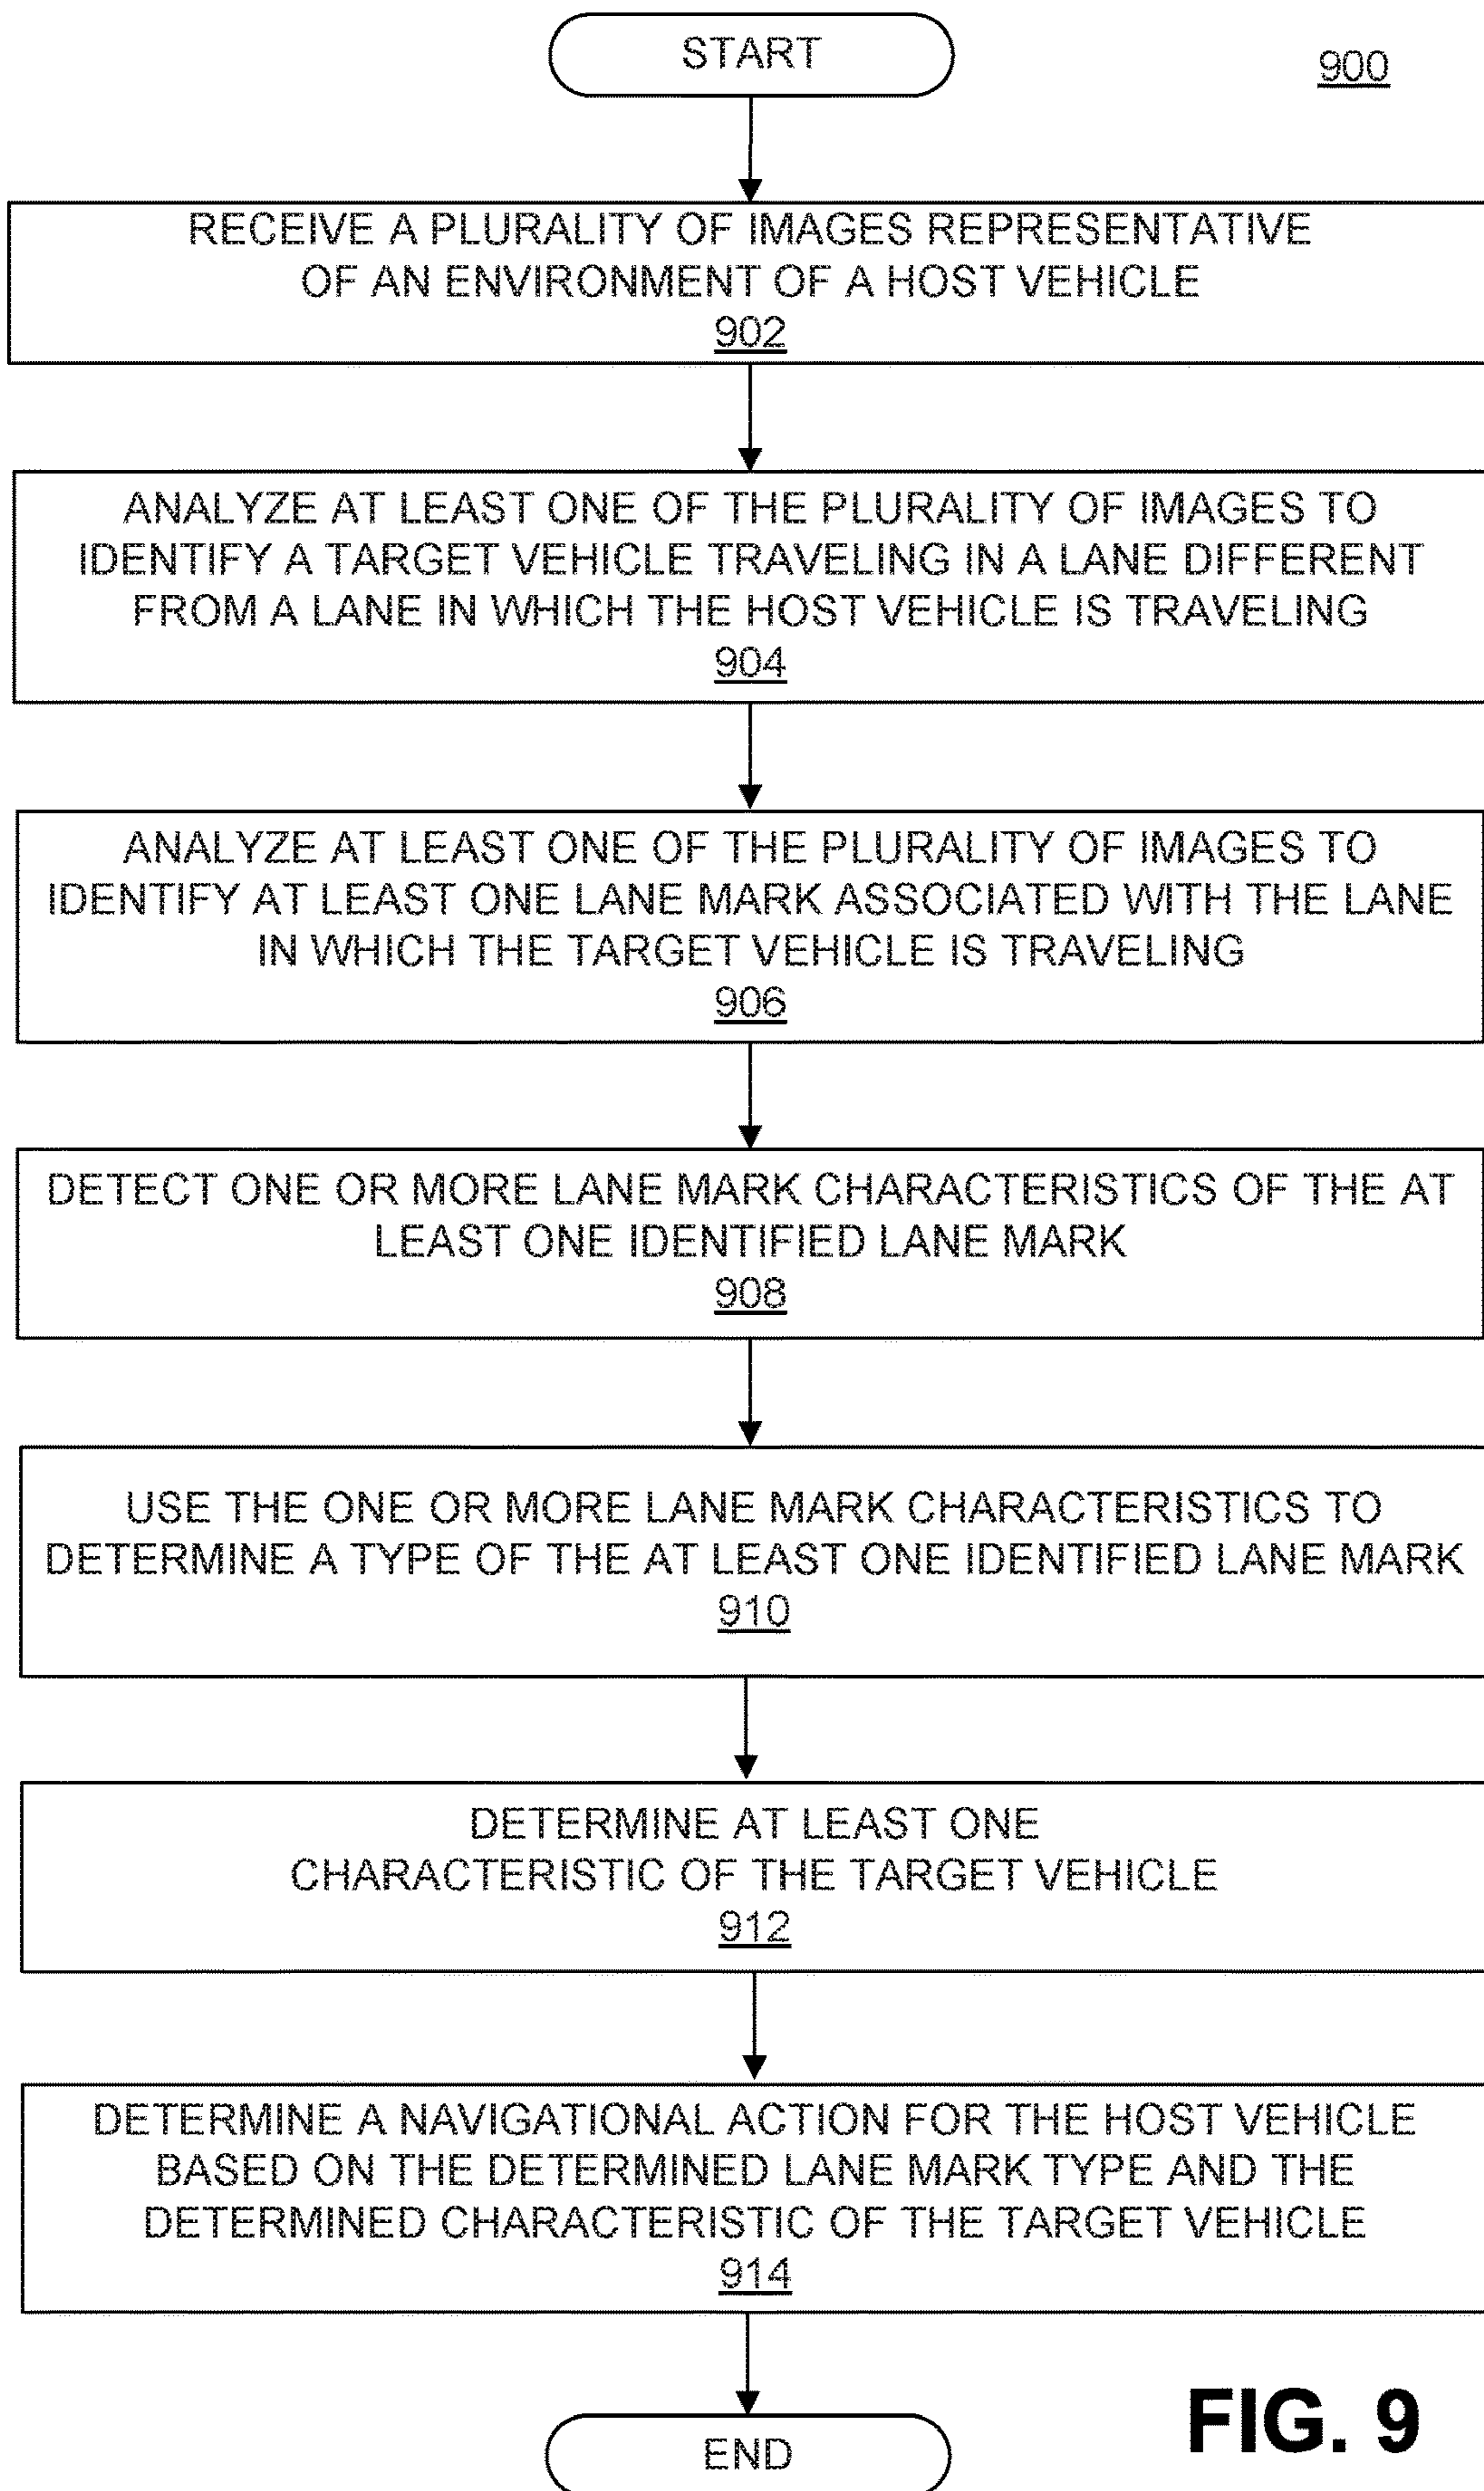 START
900
RECEIVE A PLURALITY OF IMAGES REPRESENTATIVE
OF AN ENVIRONMENT OF A HOST VEHICLE
902
ANALYZE AT LEAST ONE OF THE PLURALITY OF IMAGES TO
IDENTIFY A TARGET VEHICLE TRAVELING IN A LANE DIFFERENT
FROM A LANE IN WHICH THE HOST VEHICLE IS TRAVELING
904
ANALYZE AT LEAST ONE OF THE PLURALITY OF IMAGES TO
IDENTIFY AT LEAST ONE LANE MARK ASSOCIATED WITH THE LANE
IN WHICH THE TARGET VEHICLE IS TRAVELING
906
DETECT ONE OR MORE LANE MARK CHARACTERISTICS OF THE AT
LEAST ONE IDENTIFIED LANE MARK
908
USE THE ONE OR MORE LANE MARK CHARACTERISTICS TO
DETERMINE A TYPE OF THE AT LEAST ONE IDENTIFIED LANE MARK
910
DETERMINE AT LEAST ONE
CHARACTERISTIC OF THE TARGET VEHICLE
912
DETERMINE A NAVIGATIONAL ACTION FOR THE HOST VEHICLE
BASED ON THE DETERMINED LANE MARK TYPE AND THE
DETERMINED CHARACTERISTIC OF THE TARGET VEHICLE
914
END
FIG. 9